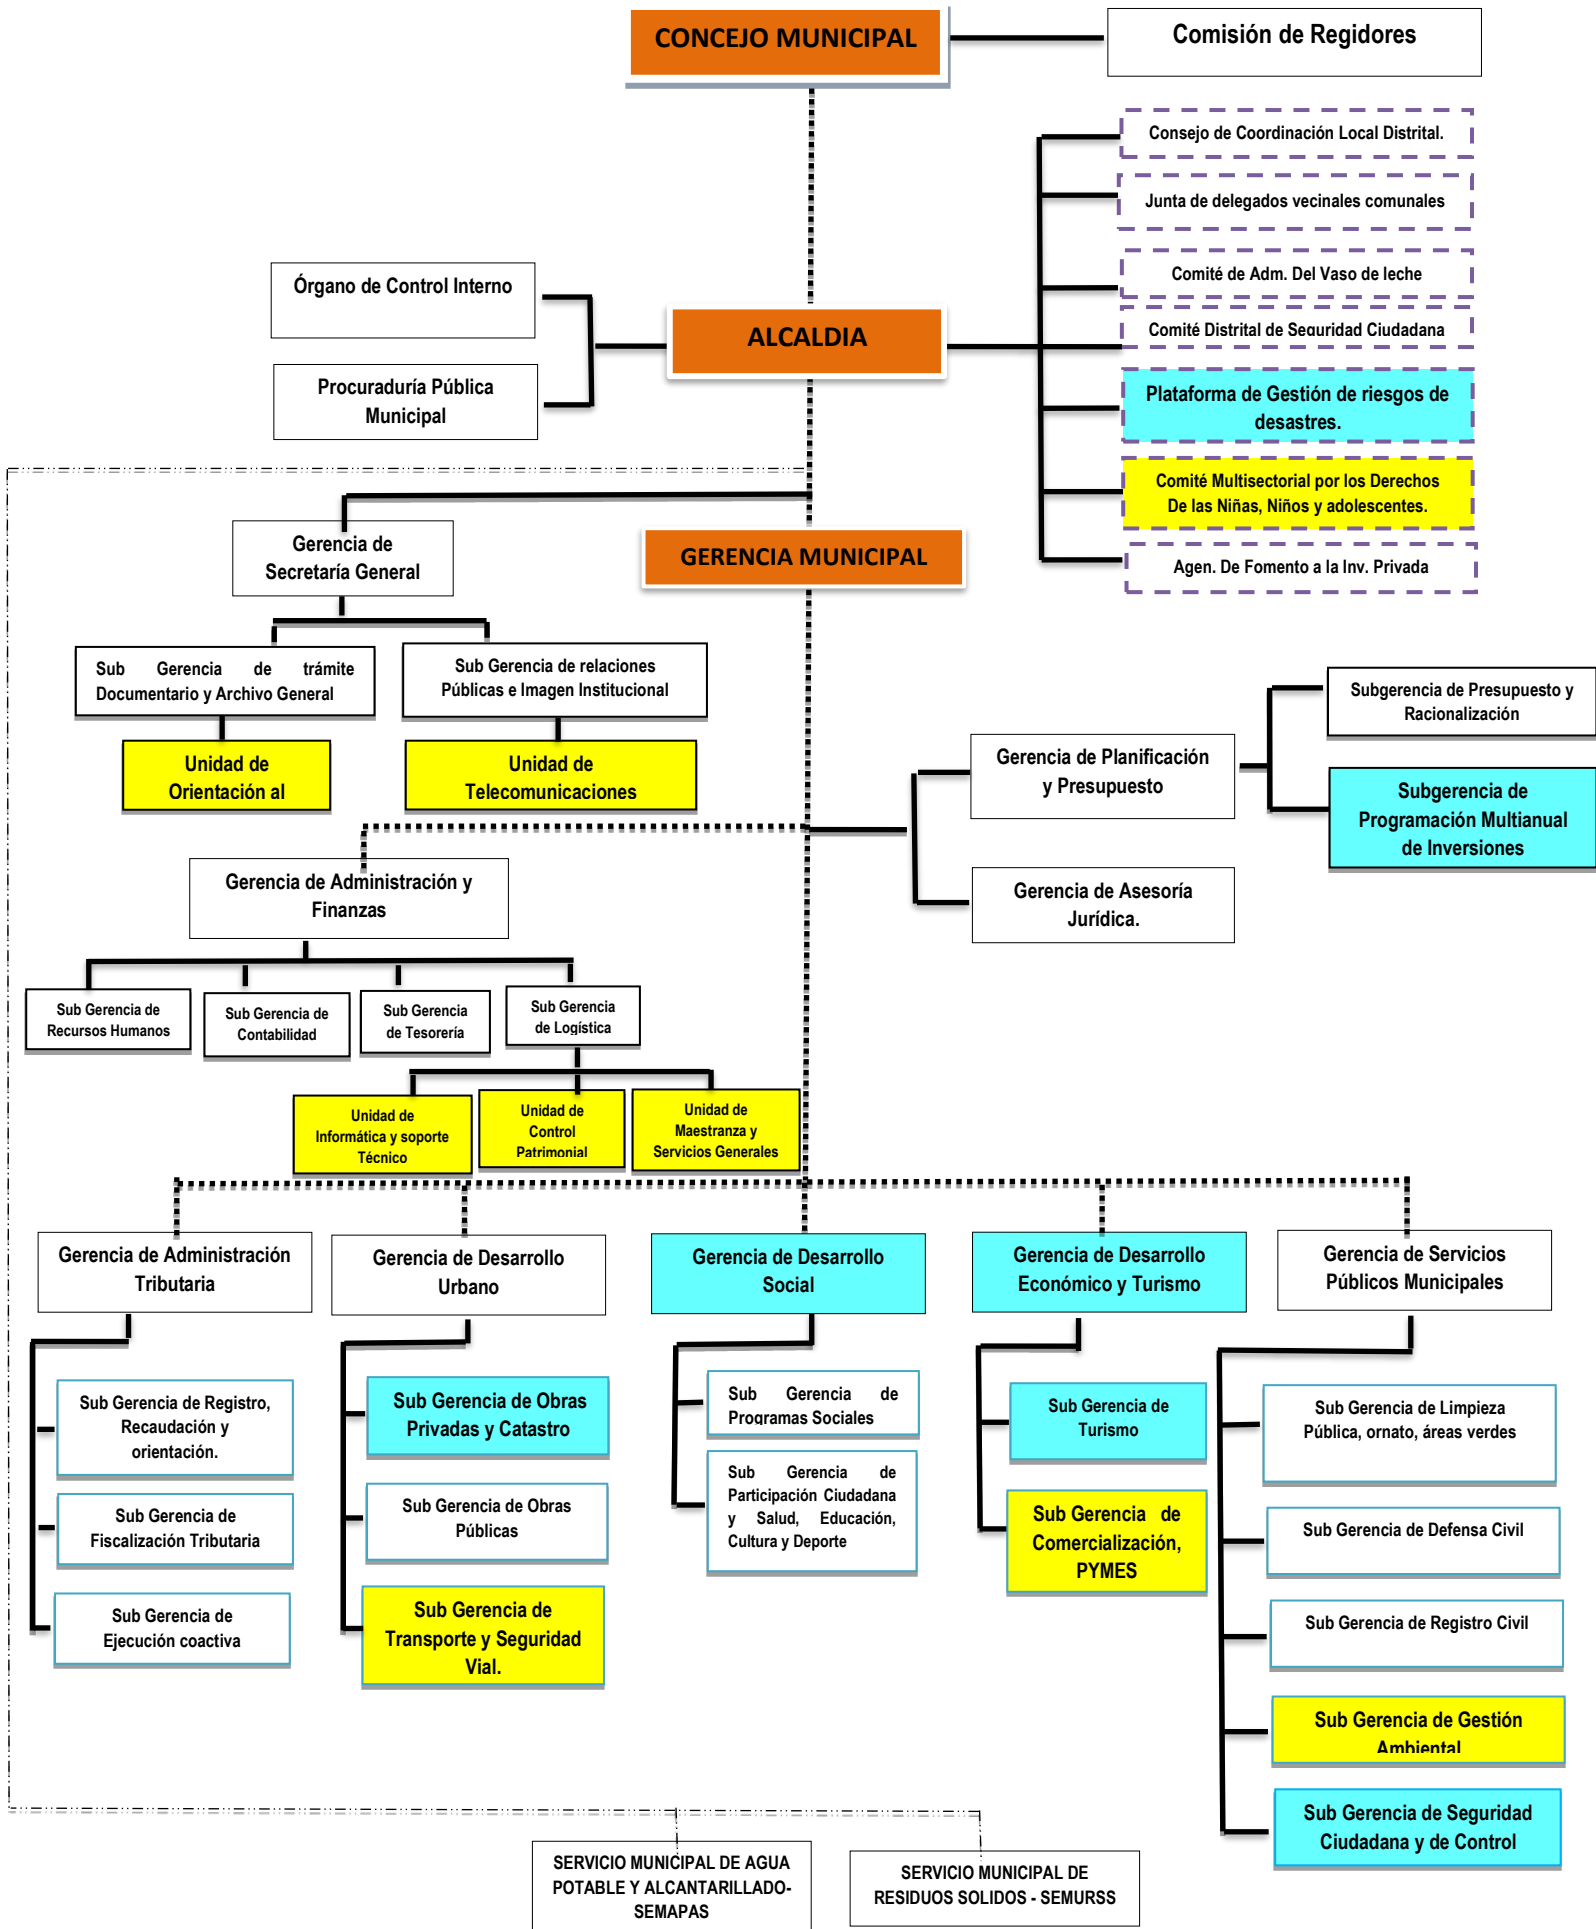 CONCEJO MUNICIPAL
Comisión de Regidores
Consejo de Coordinación Local Distrital.
Junta de delegados vecinales comunales
Comité de Adm. Del Vaso de leche
Comité Distrital de Seguridad Ciudadana
Plataforma de Gestión de riesgos de
desastres.
Comité Multisectorial por los Derechos
De las Niñas, Niños y adolescentes.
Agen. De Fomento a la Inv. Privada
Órgano de Control Interno
Procuraduría Pública
Municipal
ALCALDIA
GERENCIA MUNICIPAL
Gerencia de
Secretaría General
Sub Gerencia de trámite
Documentario y Archivo General
Sub Gerencia de relaciones
Públicas e Imagen Institucional
Unidad de
Orientación al
Unidad de
Telecomunicaciones
Gerencia de Planificación
y Presupuesto
Subgerencia de Presupuesto y
Racionalización
Subgerencia de
Programación Multianual
de Inversiones
Gerencia de Asesoría
Jurídica.
Gerencia de Administración y
Finanzas
Sub Gerencia de
Recursos Humanos
Sub Gerencia de
Contabilidad
Sub Gerencia
de Tesorería
Sub Gerencia
de Logística
Unidad de
Informática y soporte
Técnico
Unidad de
Control
Patrimonial
Unidad de
Maestranza y
Servicios Generales
Gerencia de Administración
Tributaria
Gerencia de Desarrollo
Urbano
Gerencia de Desarrollo
Social
Gerencia de Desarrollo
Económico y Turismo
Gerencia de Servicios
Públicos Municipales
Sub Gerencia de Registro,
Recaudación y
orientación.
Sub Gerencia de
Fiscalización Tributaria
Sub Gerencia de
Ejecución coactiva
Sub Gerencia de Obras
Privadas y Catastro
Sub Gerencia de Obras
Públicas
Sub Gerencia de
Transporte y Seguridad
Vial.
Sub Gerencia de
Programas Sociales
Sub Gerencia de
Participación Ciudadana
y Salud, Educación,
Cultura y Deporte
Sub Gerencia de
Turismo
Sub Gerencia de
Comercialización,
PYMES
Sub Gerencia de Limpieza
Pública, ornato, áreas verdes
Sub Gerencia de Defensa Civil
Sub Gerencia de Registro Civil
Sub Gerencia de Gestión
Ambiental
Sub Gerencia de Seguridad
Ciudadana y de Control
SERVICIO MUNICIPAL DE AGUA
POTABLE Y ALCANTARILLADO-
SEMAPAS
SERVICIO MUNICIPAL DE
RESIDUOS SOLIDOS - SEMURSS